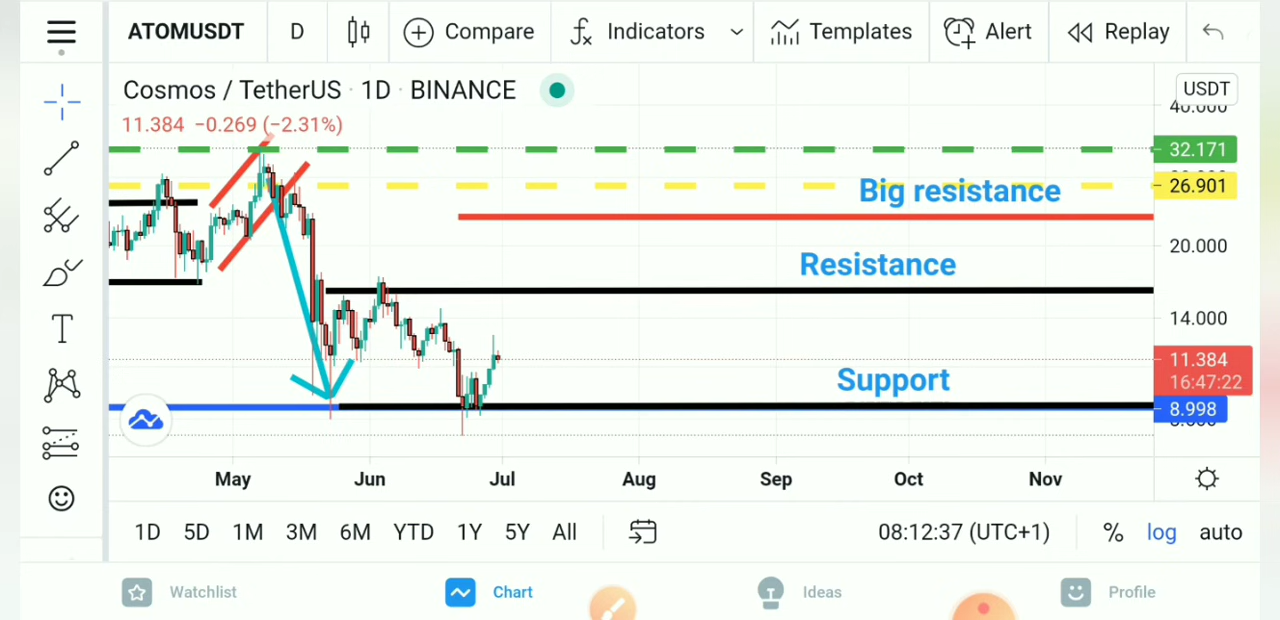 ATOMUSDT D Compare Indicators Templates Alert Replay
Cosmos / TetherUS · 1D · BINANCE
USDT
11.384 −0.269 (−2.31%)
32.171
26.901
Big resistance
20.000
Resistance
14.000
11.384
16:47:22
Support
8.998
May Jun Jul Aug Sep Oct Nov
1D 5D 1M 3M 6M YTD 1Y 5Y All 08:12:37 (UTC+1) % log auto
Watchlist Chart Ideas Profile